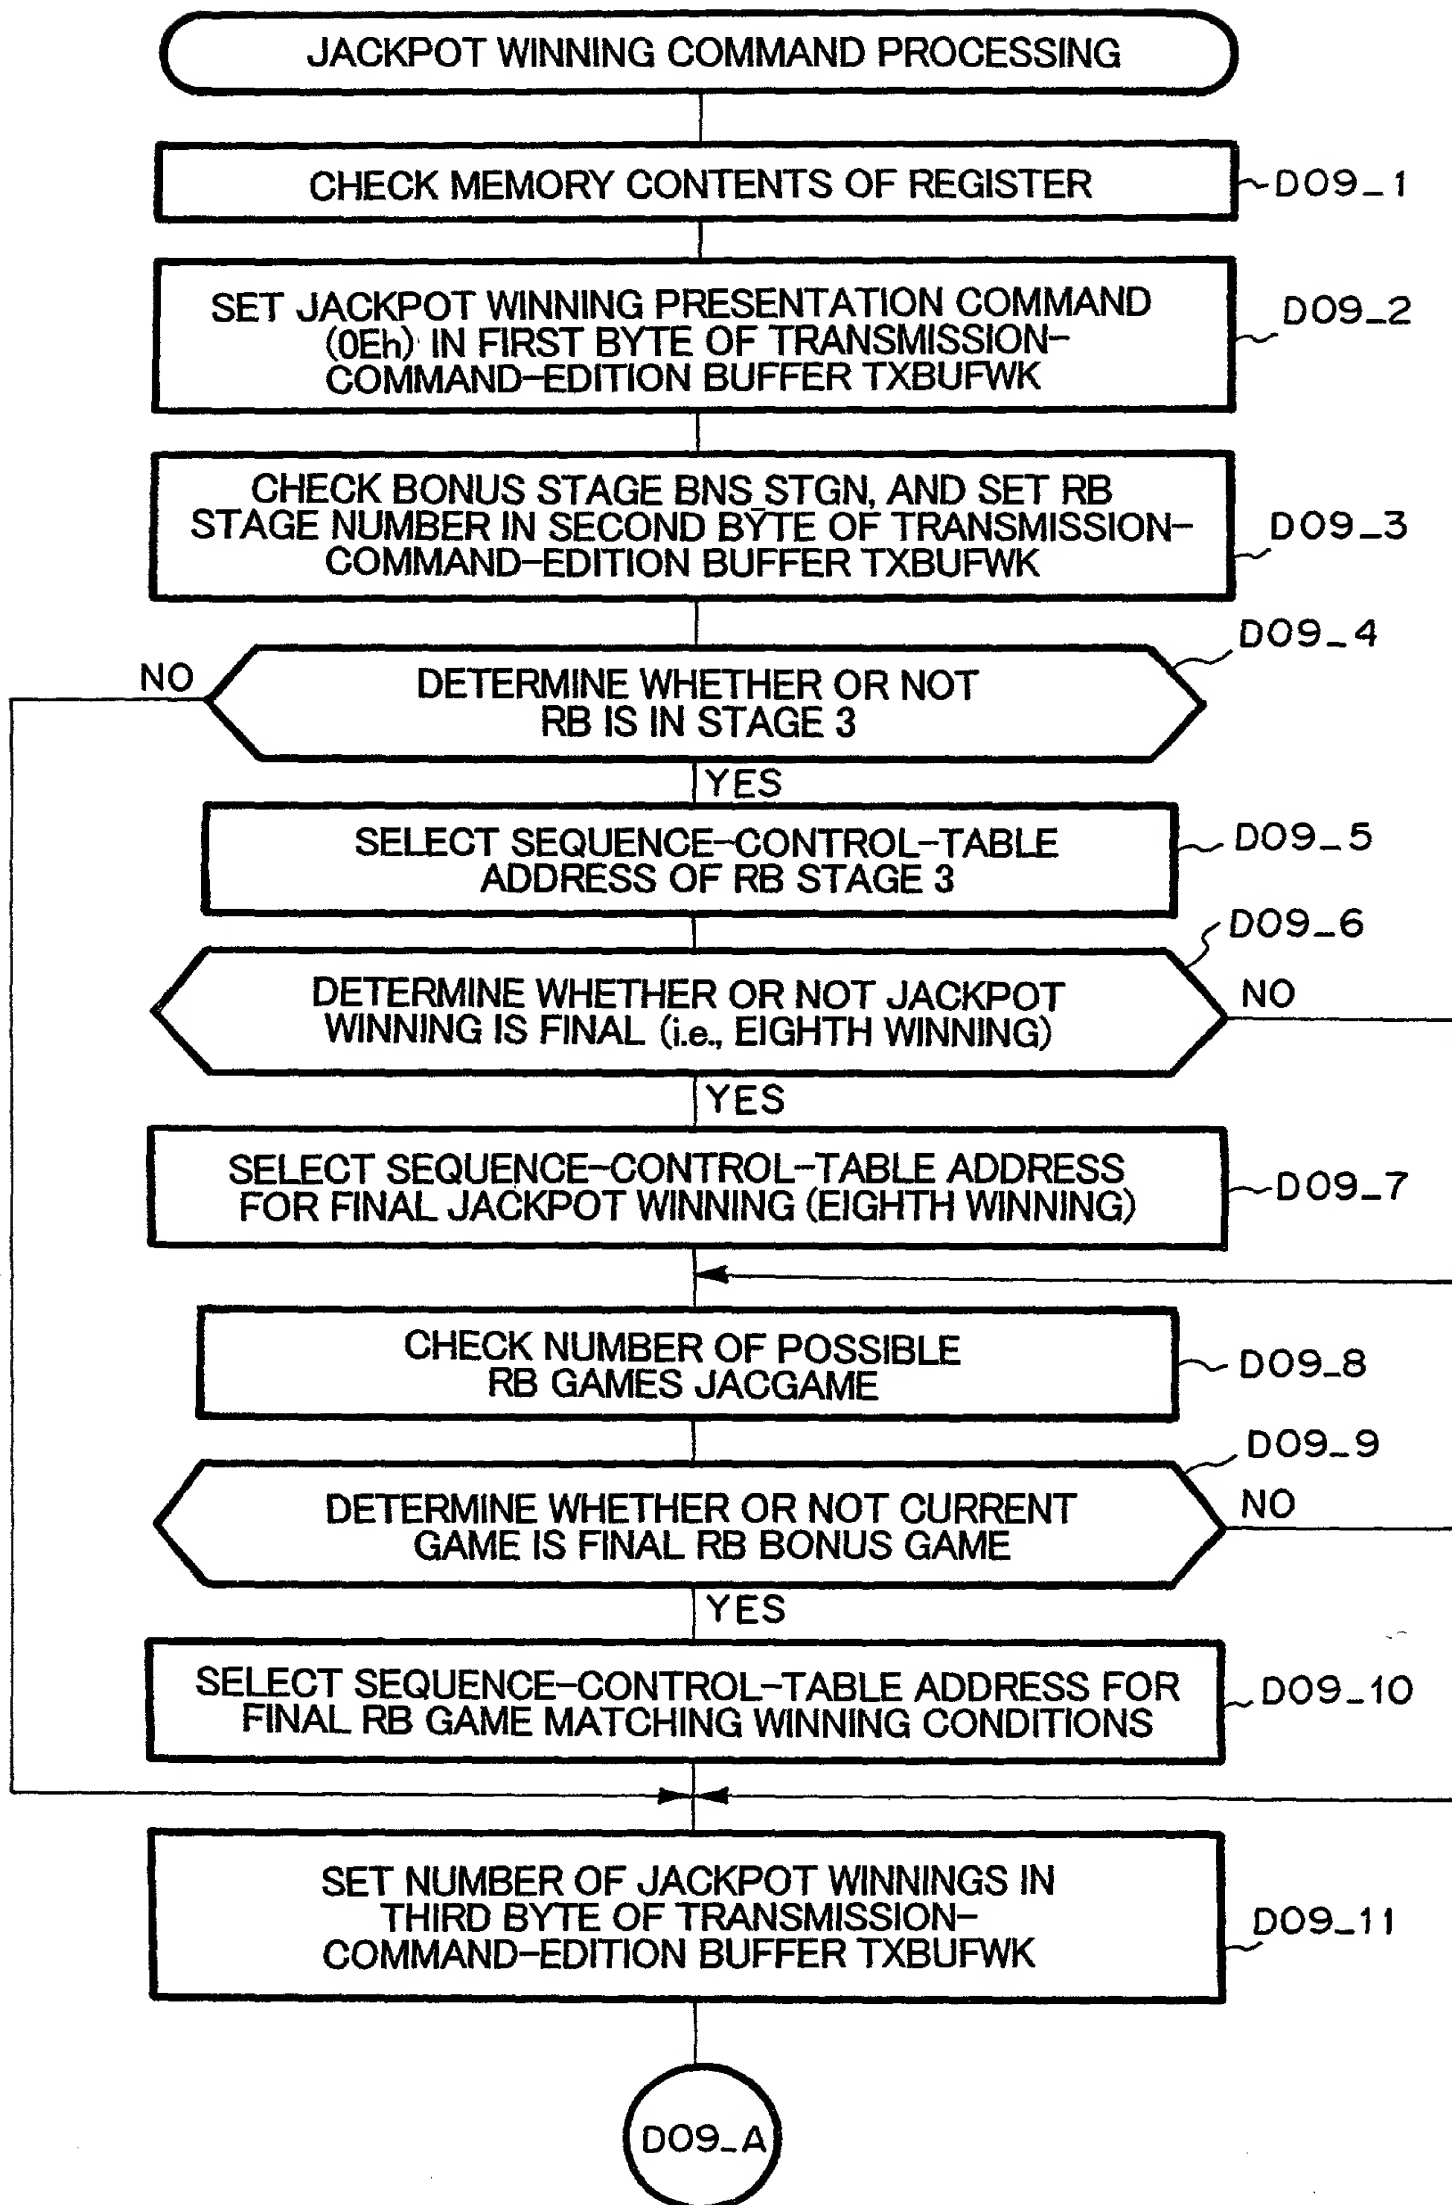 JACKPOT WINNING COMMAND PROCESSING
CHECK MEMORY CONTENTS OF REGISTER
D09_1
SET JACKPOT WINNING PRESENTATION COMMAND
(0Eh) IN FIRST BYTE OF TRANSMISSION-
COMMAND-EDITION BUFFER TXBUFWK
D09_2
CHECK BONUS STAGE BNS_STGN, AND SET RB
STAGE NUMBER IN SECOND BYTE OF TRANSMISSION-
COMMAND-EDITION BUFFER TXBUFWK
D09_3
D09_4
NO
DETERMINE WHETHER OR NOT
RB IS IN STAGE 3
YES
SELECT SEQUENCE-CONTROL-TABLE
ADDRESS OF RB STAGE 3
D09_5
D09_6
DETERMINE WHETHER OR NOT JACKPOT
WINNING IS FINAL (i.e., EIGHTH WINNING)
NO
YES
SELECT SEQUENCE-CONTROL-TABLE ADDRESS
FOR FINAL JACKPOT WINNING (EIGHTH WINNING)
D09_7
CHECK NUMBER OF POSSIBLE
RB GAMES JACGAME
D09_8
D09_9
DETERMINE WHETHER OR NOT CURRENT
GAME IS FINAL RB BONUS GAME
NO
YES
SELECT SEQUENCE-CONTROL-TABLE ADDRESS FOR
FINAL RB GAME MATCHING WINNING CONDITIONS
D09_10
SET NUMBER OF JACKPOT WINNINGS IN
THIRD BYTE OF TRANSMISSION-
COMMAND-EDITION BUFFER TXBUFWK
D09_11
D09_A